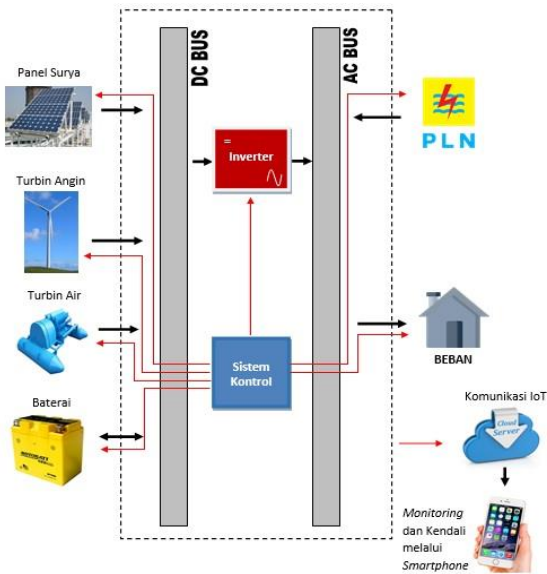 Panel Surya
DC BUS
AC BUS
PLN
Inverter
Turbin Angin
Turbin Air
Sistem
Kontrol
BEBAN
Baterai
Komunikasi IoT
Cloud
Server
Monitoring
dan Kendali
melalui
Smartphone